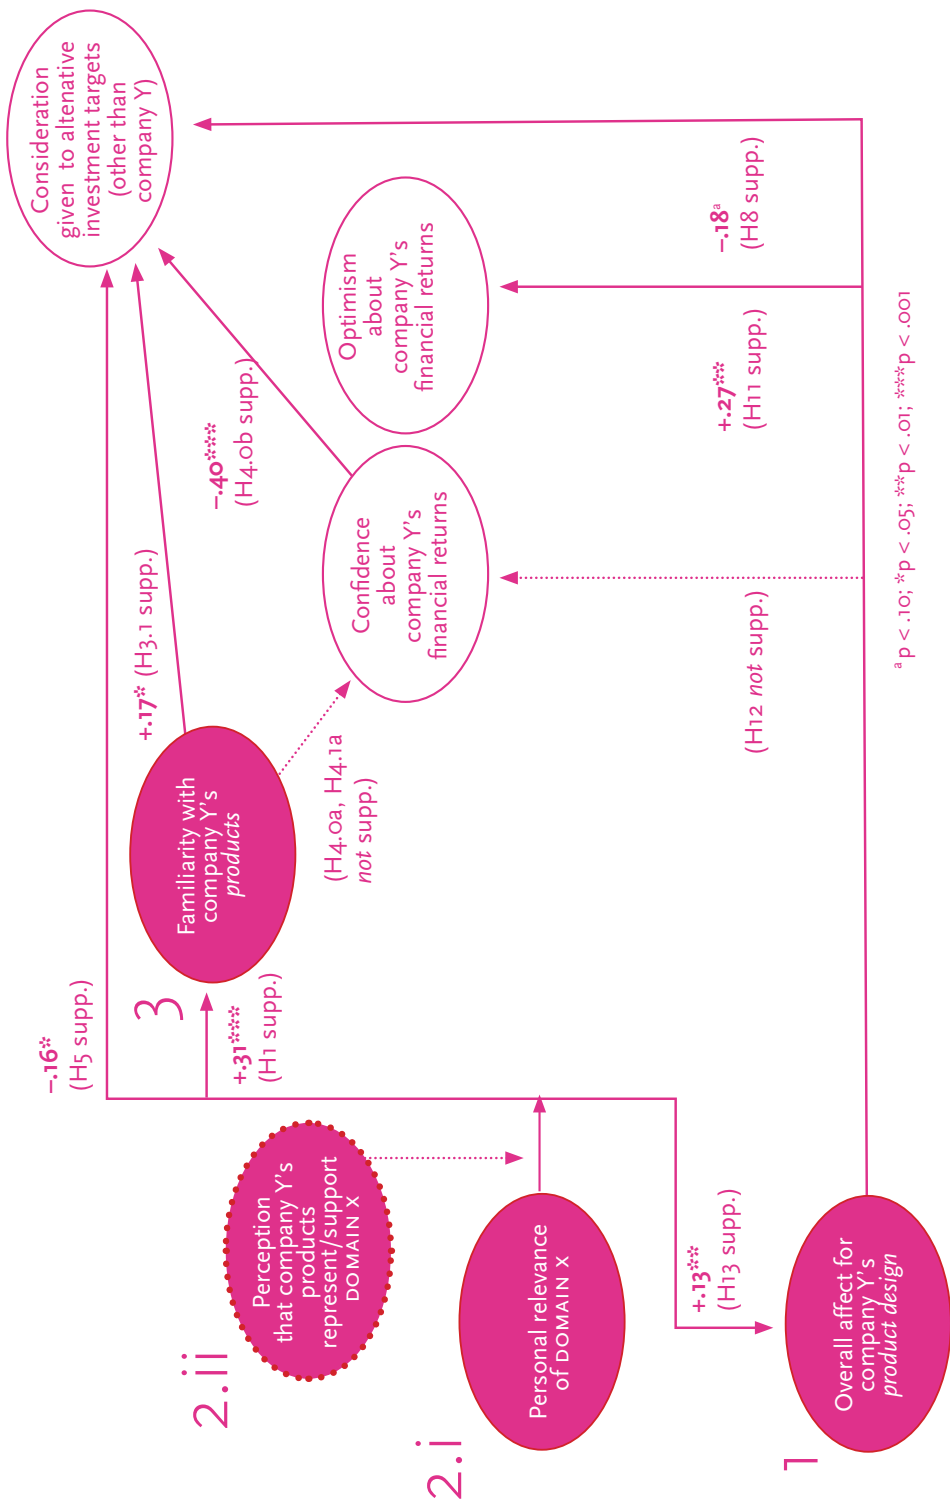 Consideration
given to altenative
investment targets
(other than
company Y)
–.16*
(H5 supp.)
+.17* (H3.1 supp.)
3
Familiarity with
company Y's
products
+.31***
(H1 supp.)
–.40***
(H4.0b supp.)
(H4.0a, H4.1a
not supp.)
2.ii
Perception
that company Y's
products
represent/support
DOMAIN X
Confidence
about
company Y's
financial returns
Optimism
about
company Y's
financial returns
2.i
Personal relevance
of DOMAIN X
+.13**
(H13 supp.)
(H12 not supp.)
+.27**
(H11 supp.)
–.18ᵃ
(H8 supp.)
1
Overall affect for
company Y's
product design
ᵃ p < .10; *p < .05; **p < .01; ***p < .001